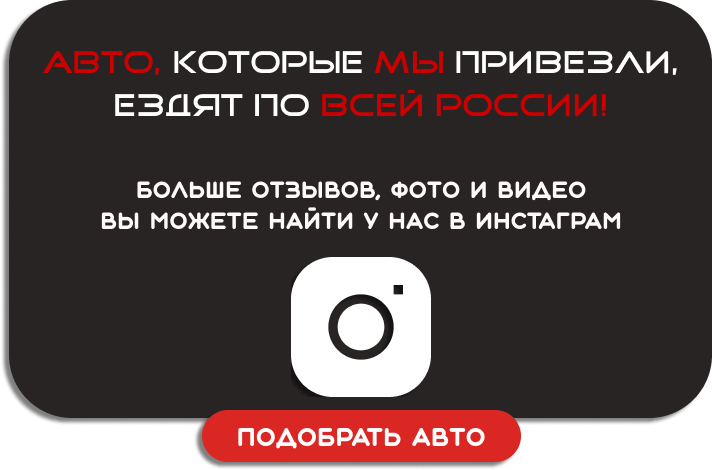 АВТО, КОТОРЫЕ МЫ ПРИВЕЗЛИ,
ЕЗДЯТ ПО ВСЕЙ РОССИИ!
БОЛЬШЕ ОТЗЫВОВ, ФОТО И ВИДЕО
ВЫ МОЖЕТЕ НАЙТИ У НАС В ИНСТАГРАМ
ПОДОБРАТЬ АВТО